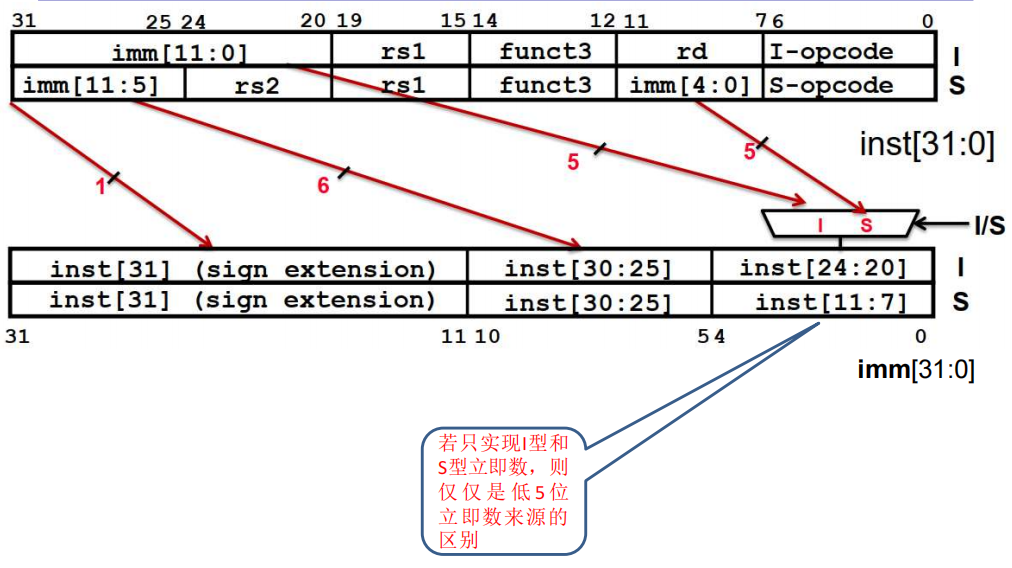 31 25 24 20 19 15 14 12 11 7 6 0
imm[11:0] rs1 funct3 rd I-opcode I
imm[11:5] rs2 rs1 funct3 imm[4:0] S-opcode S
inst[31:0]
1 6 5 5
I S I/S
inst[31] (sign extension) inst[30:25] inst[24:20] I
inst[31] (sign extension) inst[30:25] inst[11:7] S
31 11 10 5 4 0
imm[31:0]
若只实现I型和
S型立即数，则
仅仅是低5位
立即数来源的
区别